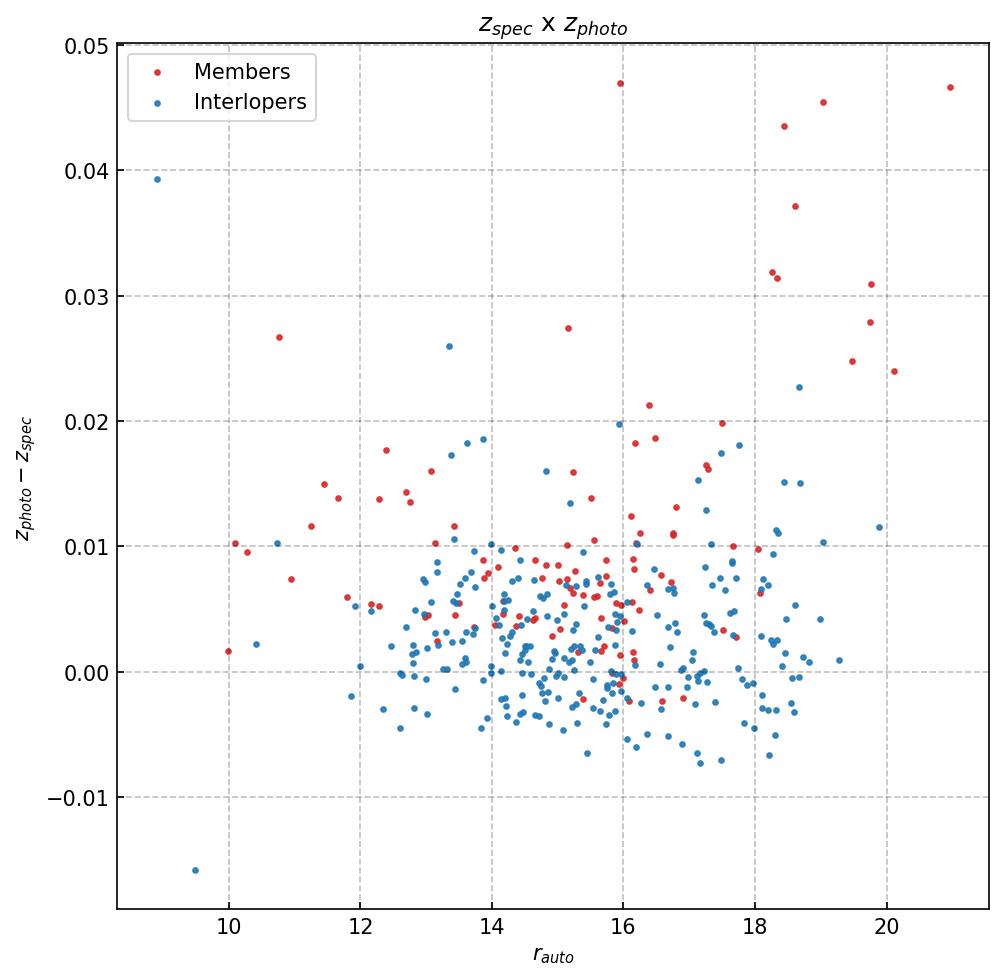 z_spec x z_photo
Members
Interlopers
z_photo − z_spec
0.05
0.04
0.03
0.02
0.01
0.00
−0.01
10 12 14 16 18 20
r_auto